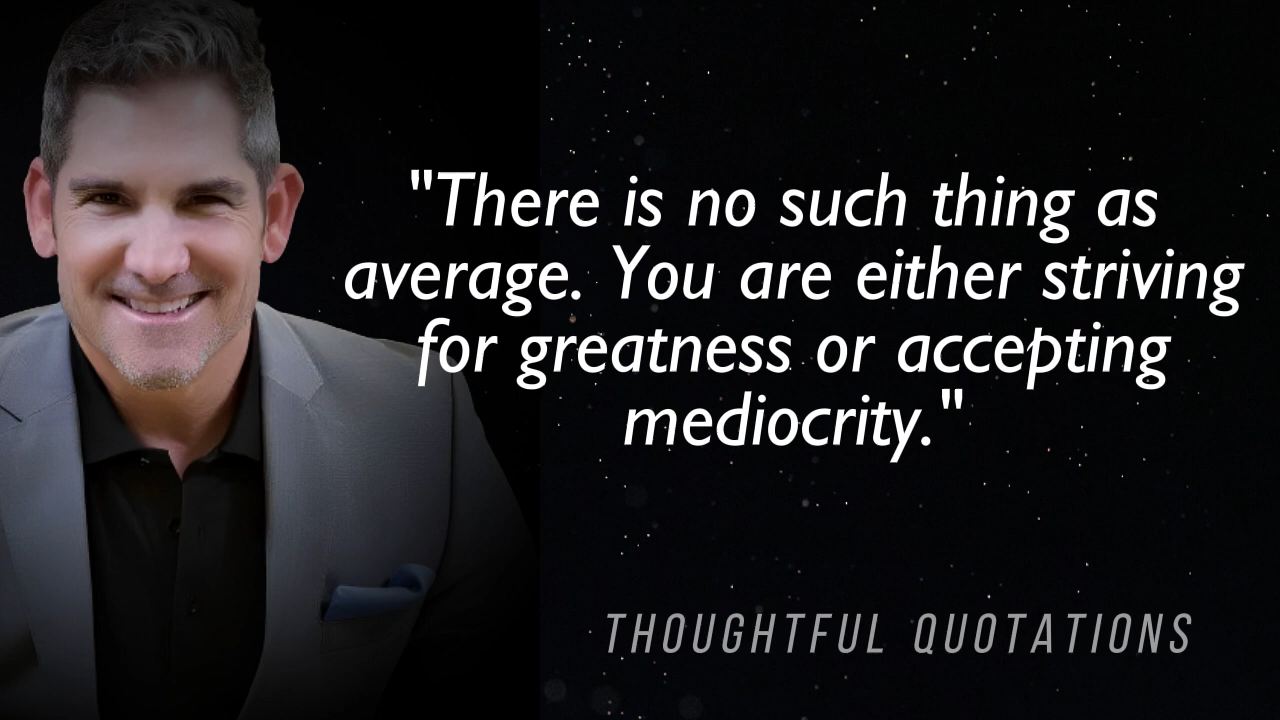 "There is no such thing as
average. You are either striving
for greatness or accepting
mediocrity."
THOUGHTFUL QUOTATIONS